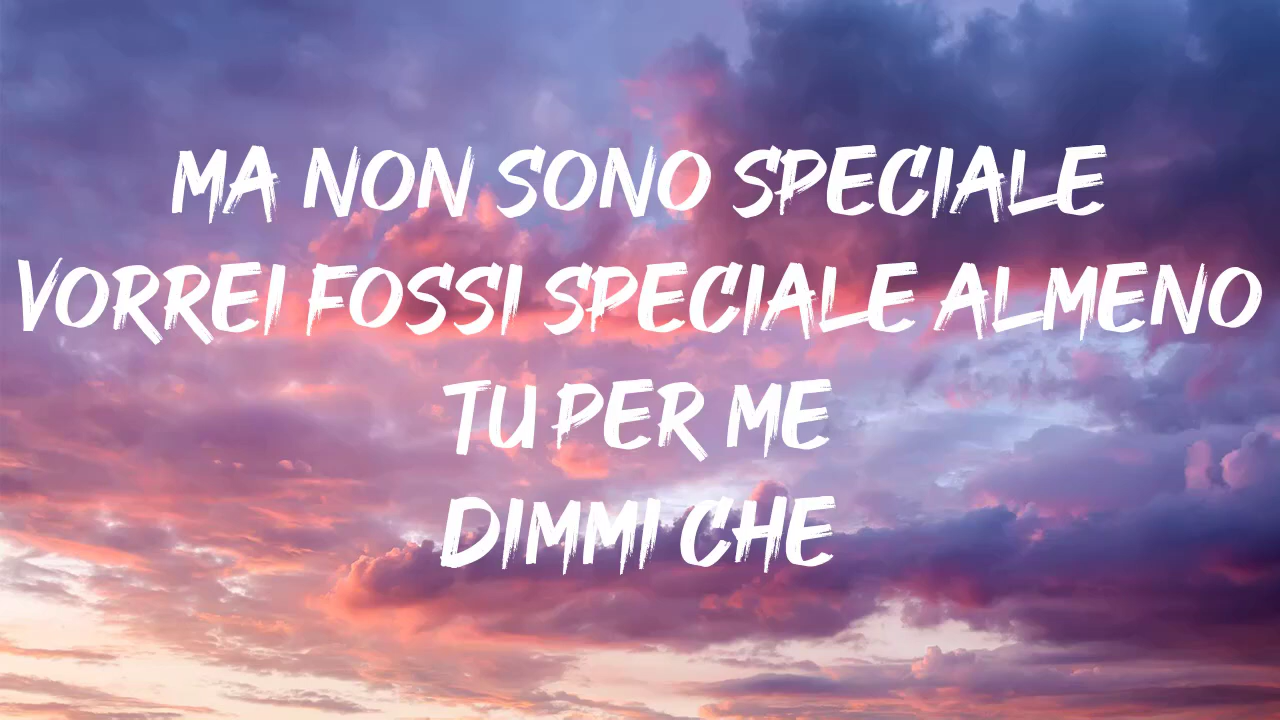 MA NON SONO SPECIALE
VORREI FOSSI SPECIALE ALMENO
TU PER ME
DIMMI CHE